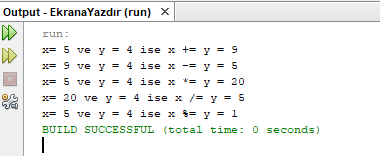 Output - EkranaYazdır (run)
run:
x= 5 ve y = 4 ise x += y = 9
x= 9 ve y = 4 ise x -= y = 5
x= 5 ve y = 4 ise x *= y = 20
x= 20 ve y = 4 ise x /= y = 5
x= 5 ve y = 4 ise x %= y = 1
BUILD SUCCESSFUL (total time: 0 seconds)